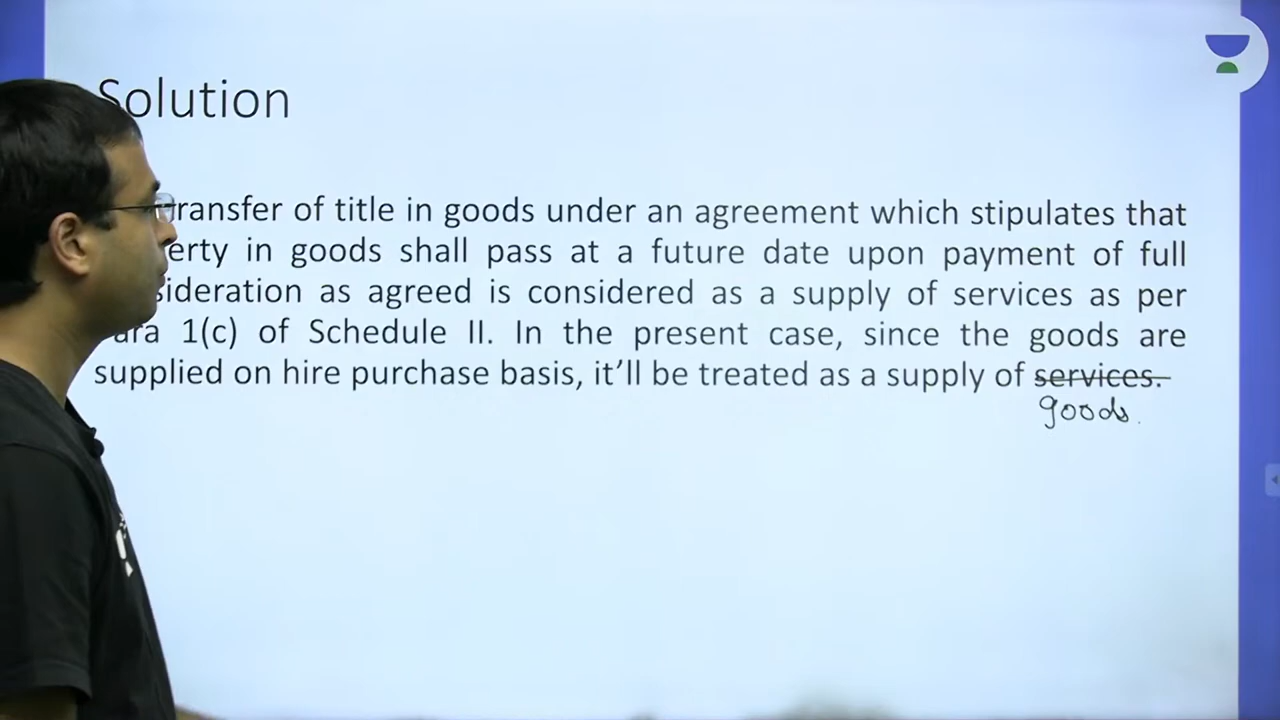 Solution
transfer of title in goods under an agreement which stipulates that
erty in goods shall pass at a future date upon payment of full
sideration as agreed is considered as a supply of services as per
ara 1(c) of Schedule II. In the present case, since the goods are
supplied on hire purchase basis, it’ll be treated as a supply of services.
goods.